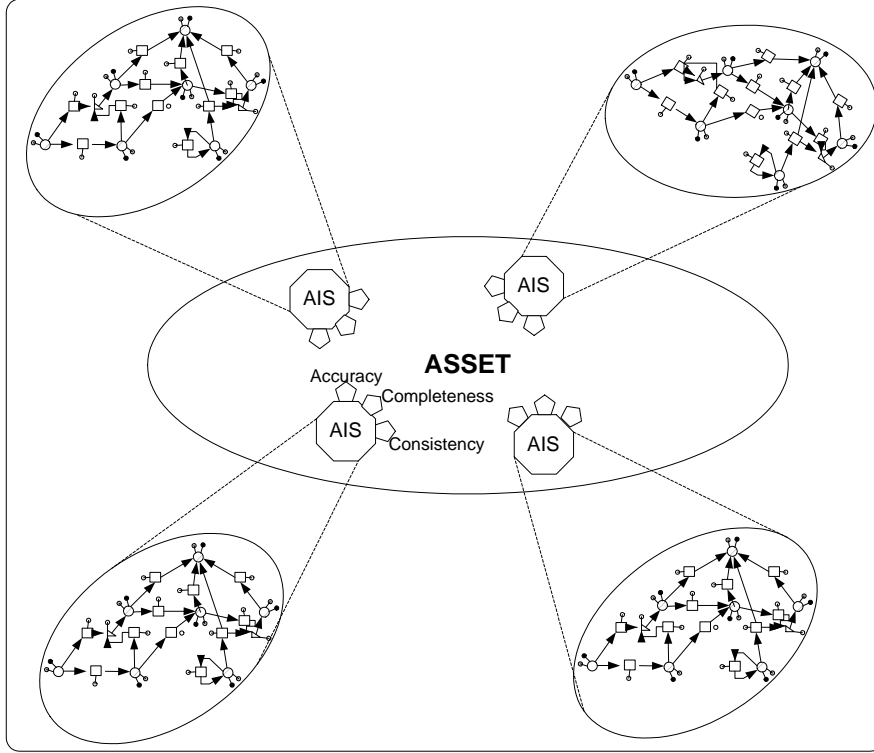 AIS
AIS
ASSET
Accuracy
Completeness
AIS
Consistency
AIS